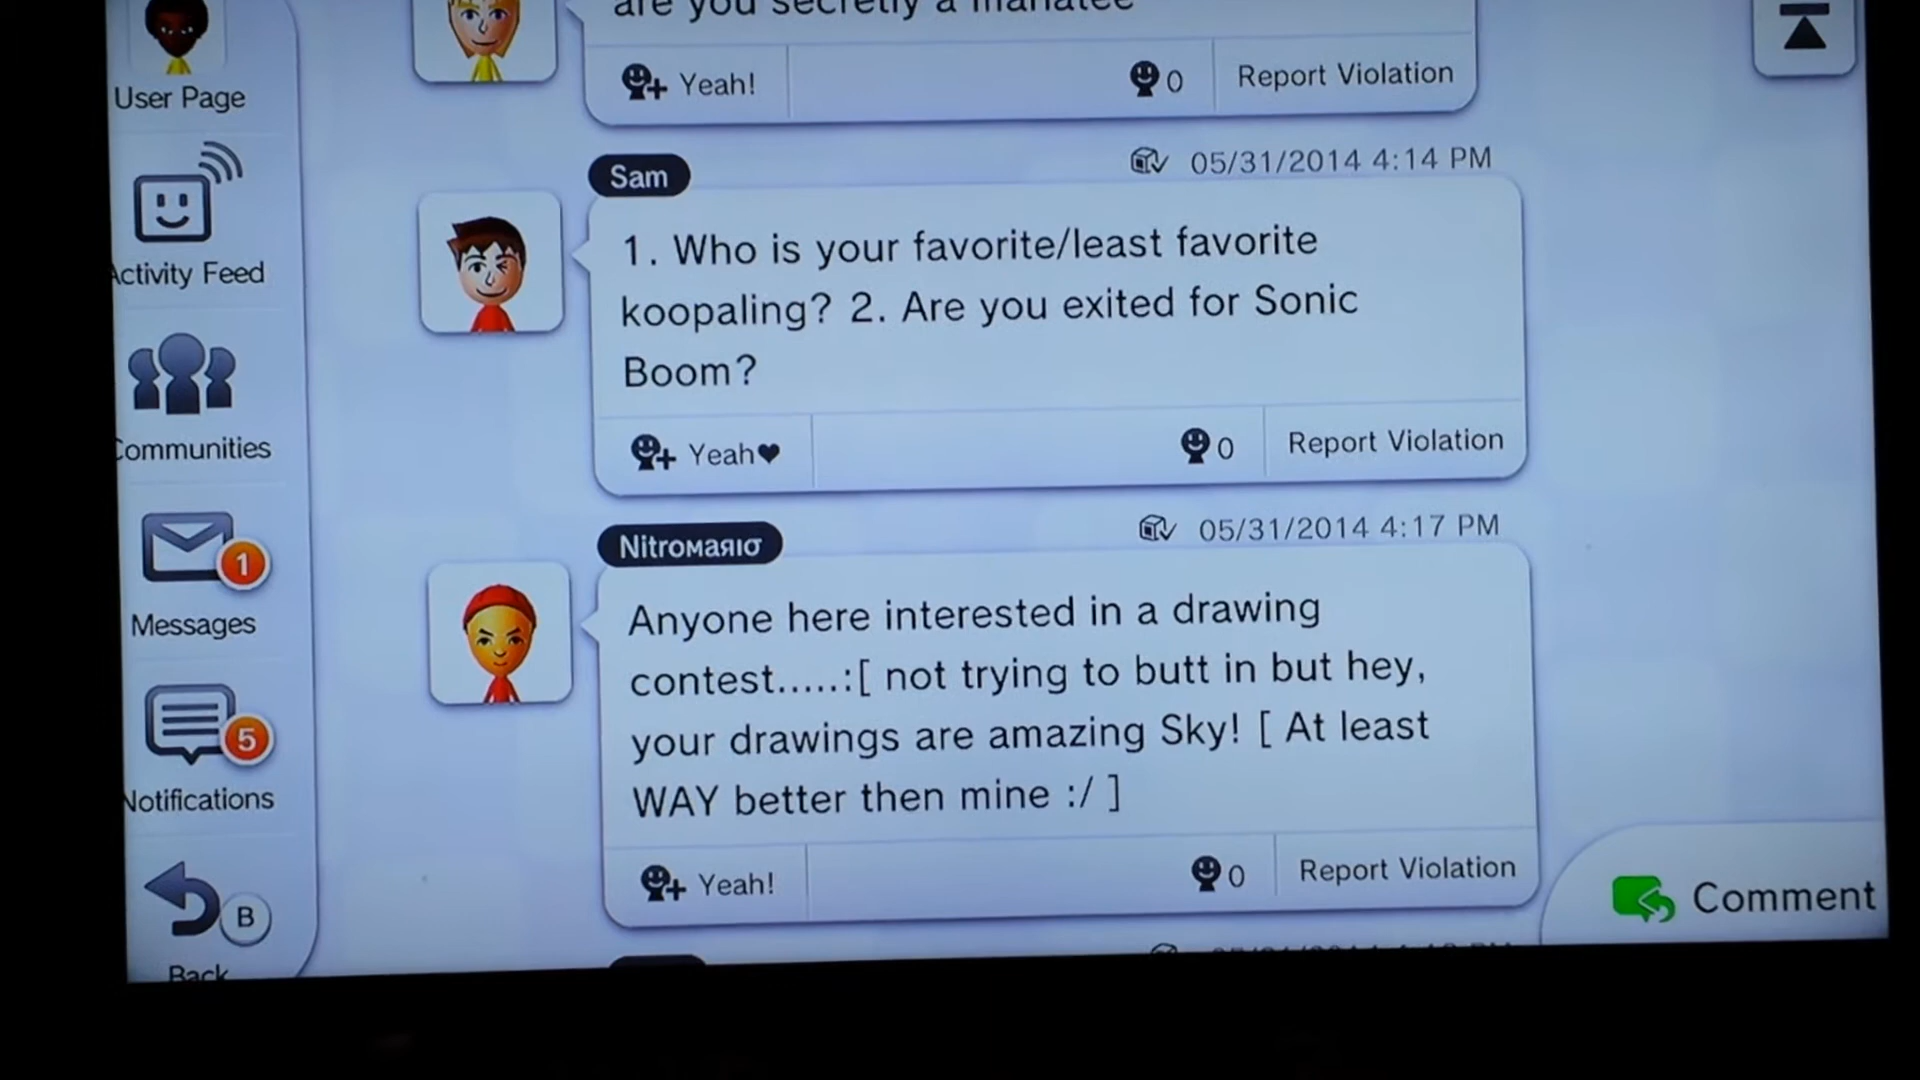 are you secretly a manatee
Yeah!
0
Report Violation
User Page
Sam
05/31/2014 4:14 PM
1. Who is your favorite/least favorite
koopaling? 2. Are you exited for Sonic
Boom?
Yeah♥
0
Report Violation
Activity Feed
Communities
Nitromaяισ
05/31/2014 4:17 PM
Anyone here interested in a drawing
contest.....:[ not trying to butt in but hey,
your drawings are amazing Sky! [ At least
WAY better then mine :/ ]
Yeah!
0
Report Violation
1
Messages
5
Notifications
B
Back
Comment